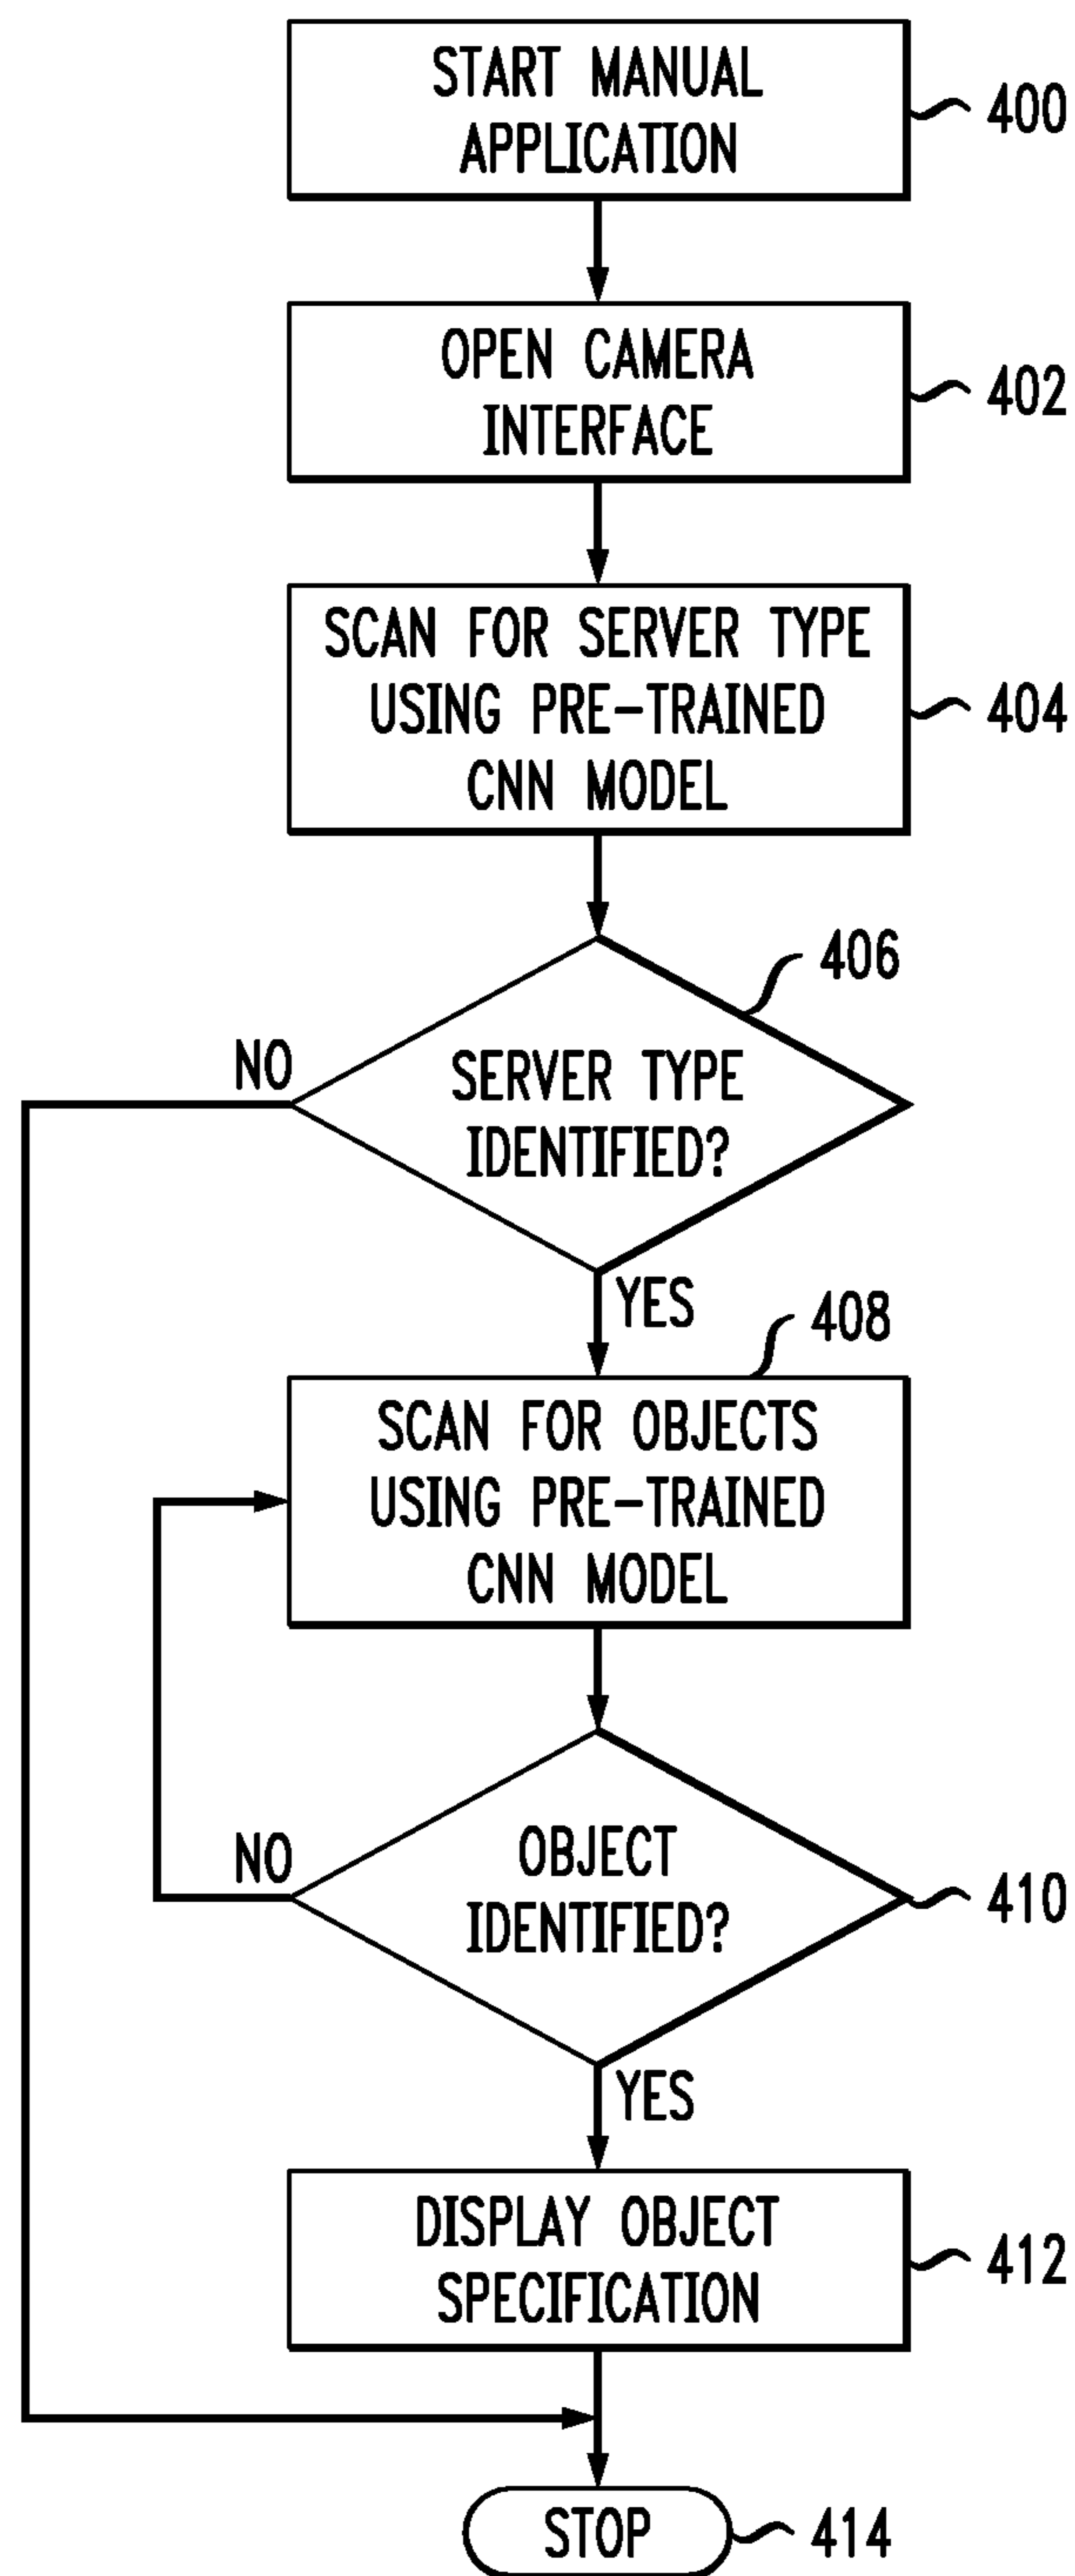 START MANUAL
APPLICATION
400
OPEN CAMERA
INTERFACE
402
SCAN FOR SERVER TYPE
USING PRE-TRAINED
CNN MODEL
404
406
NO
SERVER TYPE
IDENTIFIED?
YES
408
SCAN FOR OBJECTS
USING PRE-TRAINED
CNN MODEL
NO
OBJECT
IDENTIFIED?
410
YES
DISPLAY OBJECT
SPECIFICATION
412
STOP
414